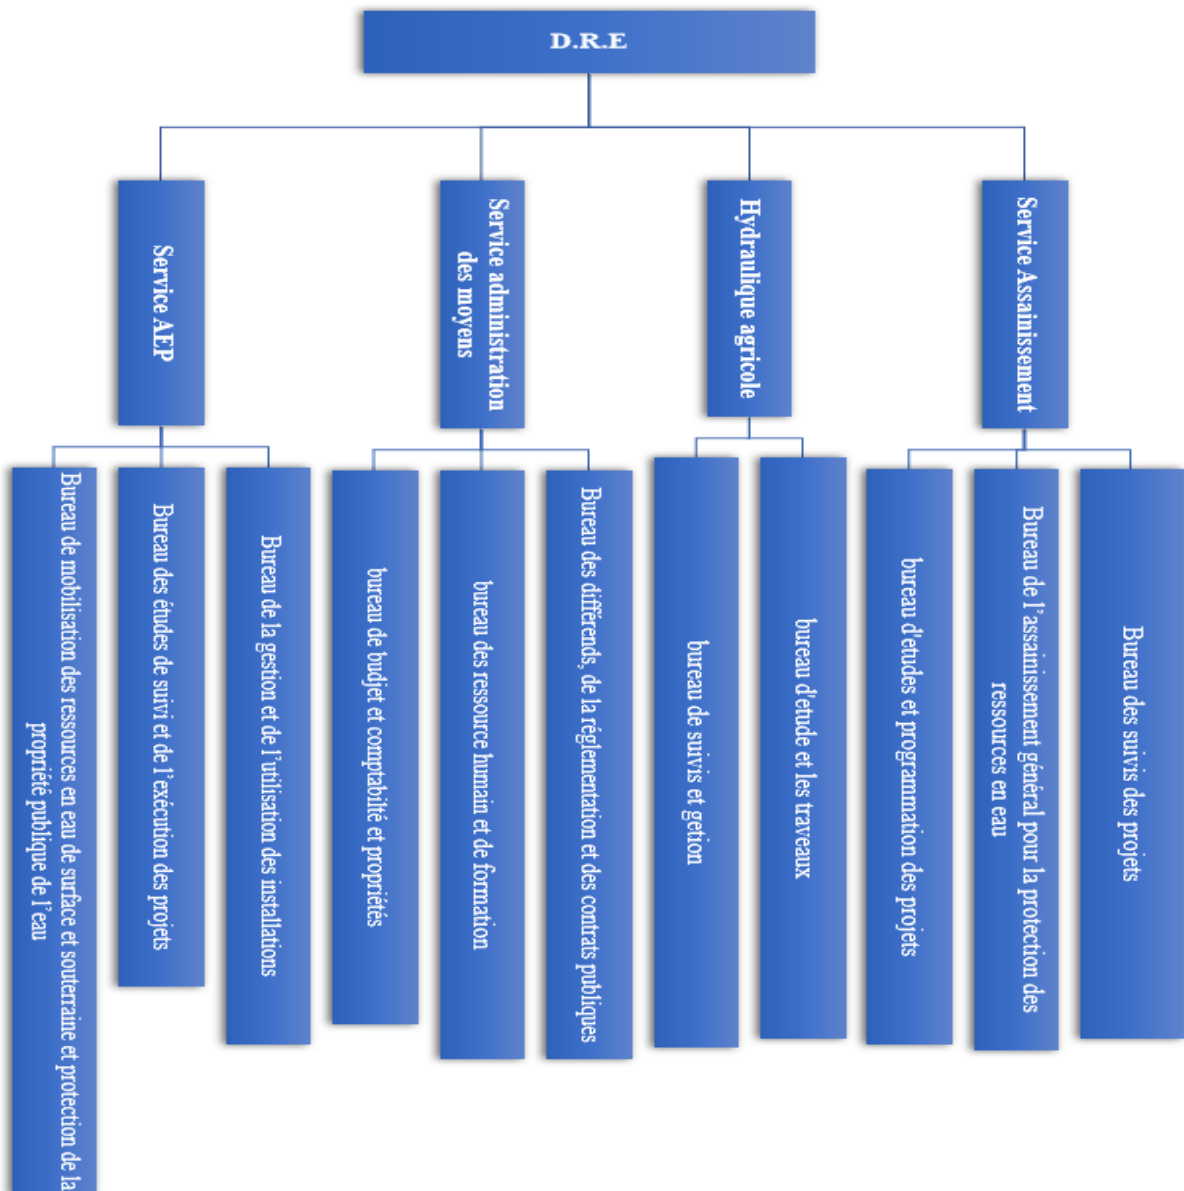 D.R.E
Service AEP
Service administration
des moyens
Hydraulique agricole
Service Assainissement
Bureau de mobilisation des ressources en eau de surface et souterraine et protection de la
propriété publique de l'eau
Bureau des études de suivi et de l'exécution des projets
Bureau de la gestion et de l'utilisation des installations
bureau de budjet et comptabilté et propriétés
bureau des ressource humain et de formation
Bureau des différends, de la réglementation et des contrats publiques
bureau de suivis et getion
bureau d'etude et les traveaux
bureau d'etudes et programmation des projets
Bureau de l'assainissement général pour la protection des
ressources en eau
Bureau des suivis des projets